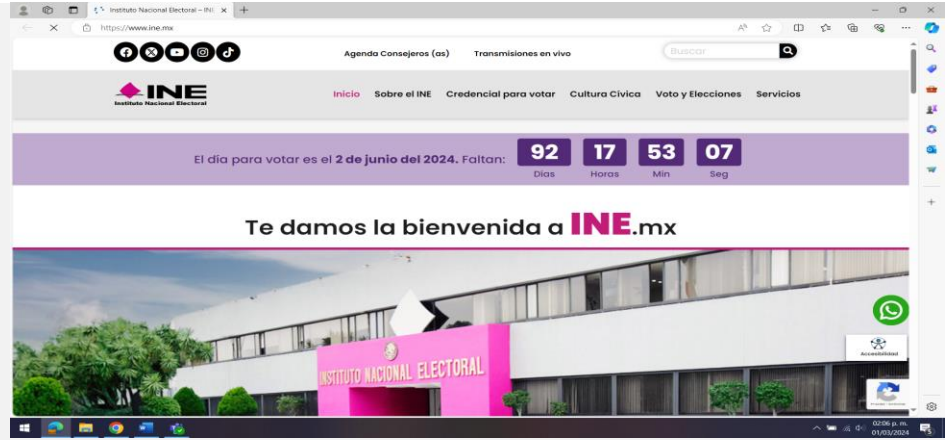 Instituto Nacional Electoral – INE
https://www.ine.mx
Agenda Consejeros (as) Transmisiones en vivo Buscar
INE
Instituto Nacional Electoral
Inicio Sobre el INE Credencial para votar Cultura Cívica Voto y Elecciones Servicios
El día para votar es el 2 de junio del 2024. Faltan: 92 17 53 07
Días Horas Min Seg
Te damos la bienvenida a INE.mx
INSTITUTO NACIONAL ELECTORAL
Accesibilidad
02:06 p. m.
01/03/2024